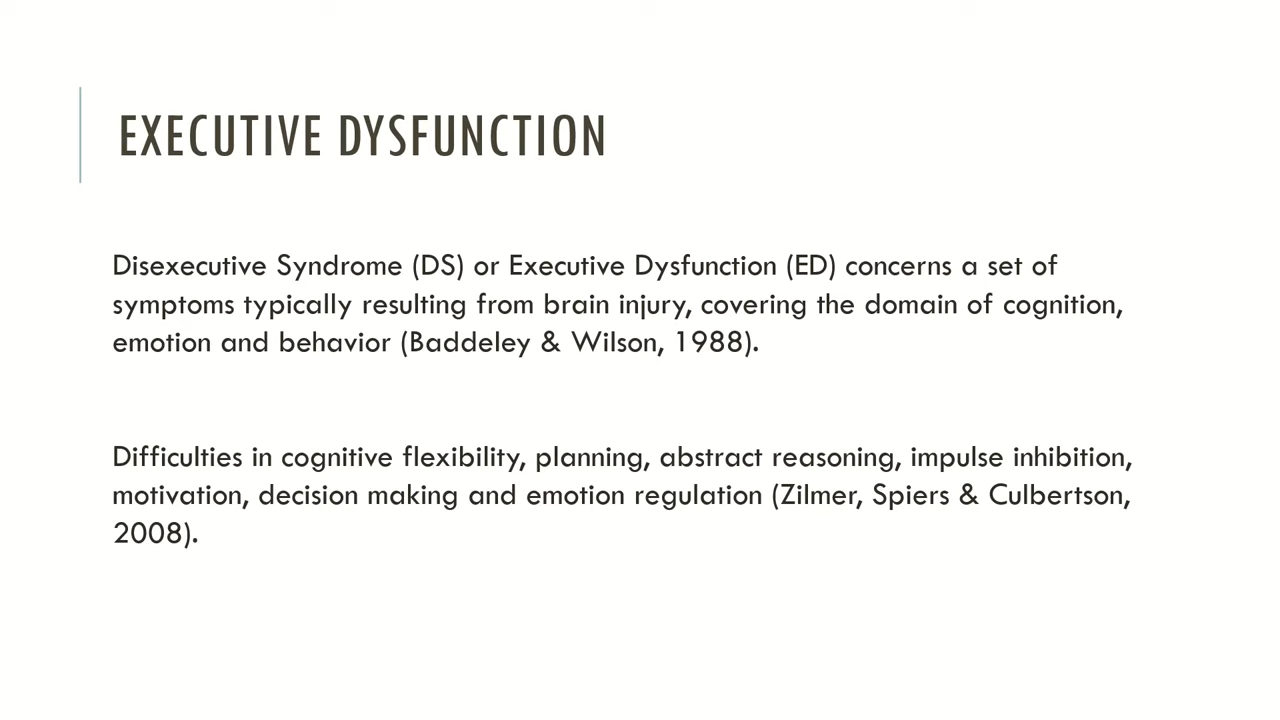 EXECUTIVE DYSFUNCTION
Disexecutive Syndrome (DS) or Executive Dysfunction (ED) concerns a set of
symptoms typically resulting from brain injury, covering the domain of cognition,
emotion and behavior (Baddeley & Wilson, 1988).
Difficulties in cognitive flexibility, planning, abstract reasoning, impulse inhibition,
motivation, decision making and emotion regulation (Zilmer, Spiers & Culbertson,
2008).